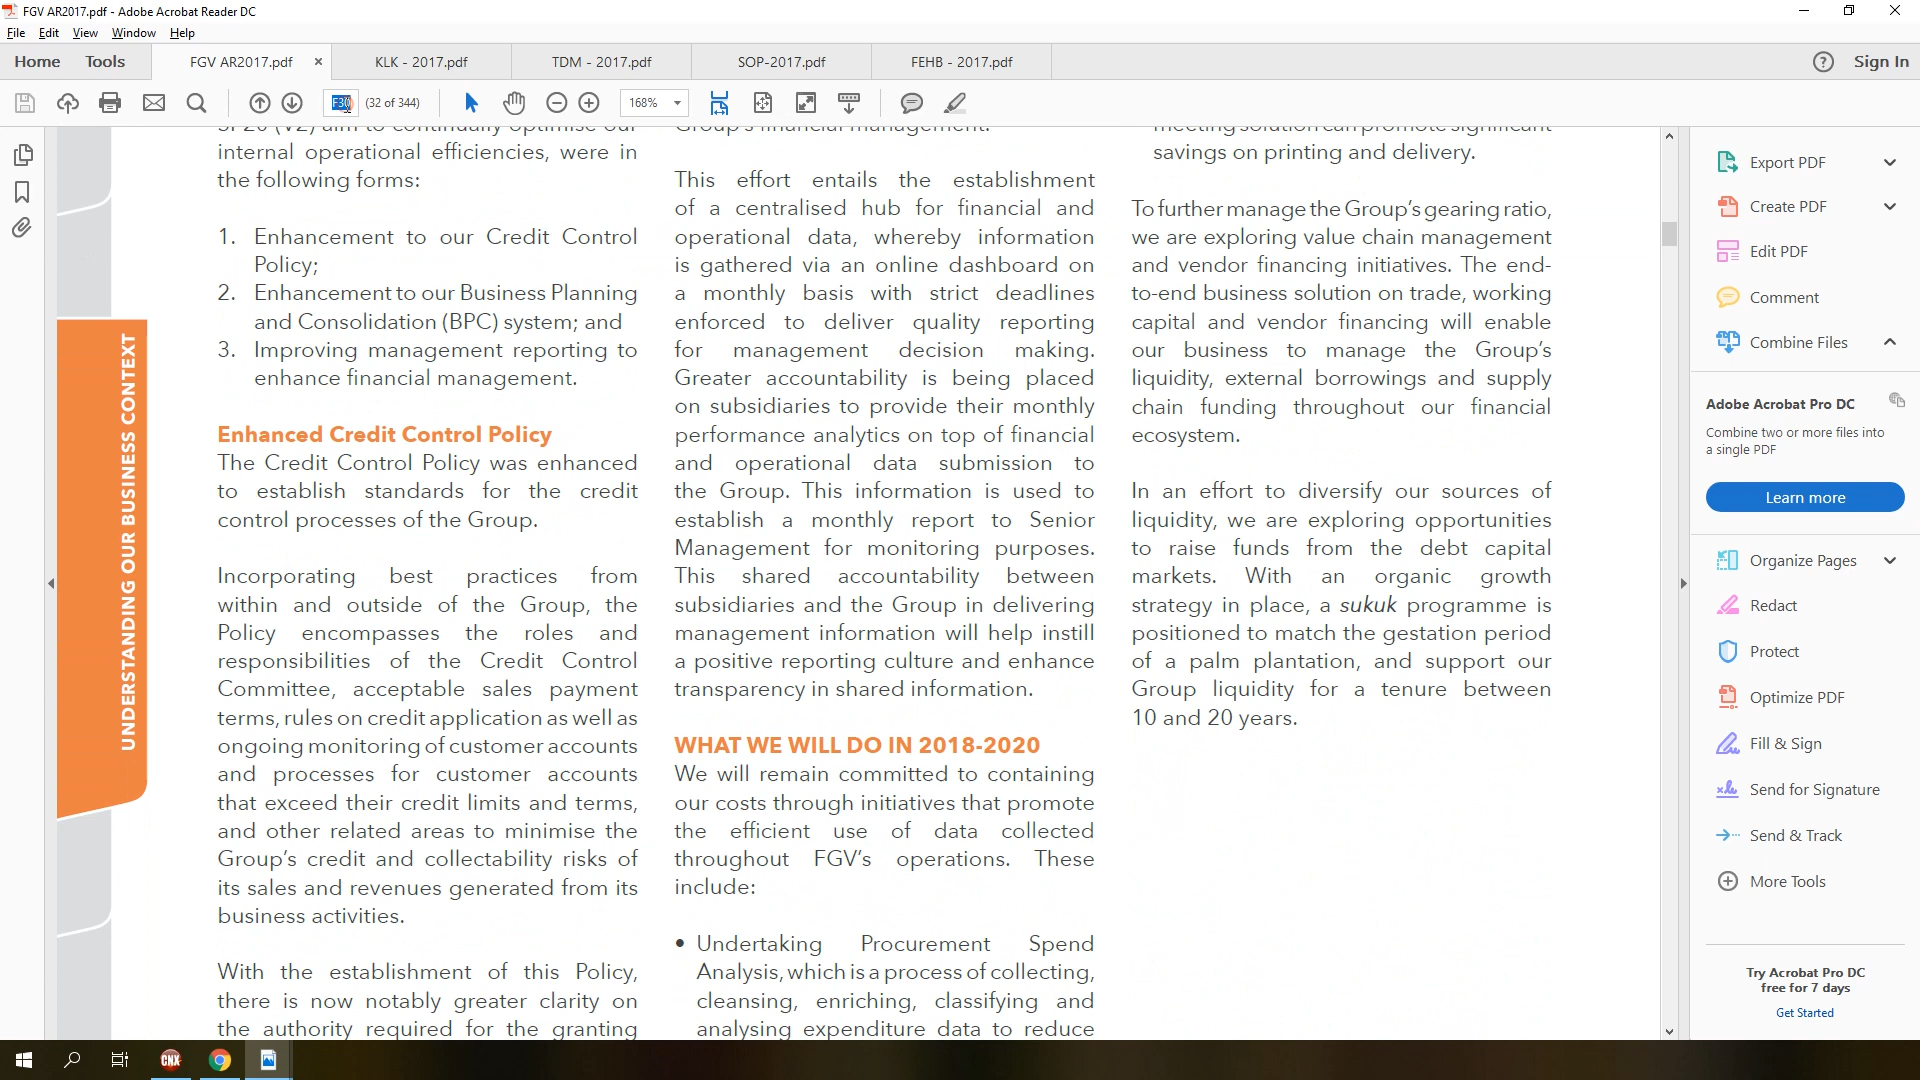 FGV AR2017.pdf - Adobe Acrobat Reader DC
File Edit View Window Help
Home Tools FGV AR2017.pdf KLK - 2017.pdf TDM - 2017.pdf SOP-2017.pdf FEHB - 2017.pdf Sign In
F30 (32 of 344) 168%
UNDERSTANDING OUR BUSINESS CONTEXT
SP20 (V2) aim to continually optimise our
internal operational efficiencies, were in
the following forms:
1. Enhancement to our Credit Control
Policy;
2. Enhancement to our Business Planning
and Consolidation (BPC) system; and
3. Improving management reporting to
enhance financial management.
Enhanced Credit Control Policy
The Credit Control Policy was enhanced
to establish standards for the credit
control processes of the Group.
Incorporating best practices from
within and outside of the Group, the
Policy encompasses the roles and
responsibilities of the Credit Control
Committee, acceptable sales payment
terms, rules on credit application as well as
ongoing monitoring of customer accounts
and processes for customer accounts
that exceed their credit limits and terms,
and other related areas to minimise the
Group's credit and collectability risks of
its sales and revenues generated from its
business activities.
With the establishment of this Policy,
there is now notably greater clarity on
the authority required for the granting
Group's financial management.
This effort entails the establishment
of a centralised hub for financial and
operational data, whereby information
is gathered via an online dashboard on
a monthly basis with strict deadlines
enforced to deliver quality reporting
for management decision making.
Greater accountability is being placed
on subsidiaries to provide their monthly
performance analytics on top of financial
and operational data submission to
the Group. This information is used to
establish a monthly report to Senior
Management for monitoring purposes.
This shared accountability between
subsidiaries and the Group in delivering
management information will help instill
a positive reporting culture and enhance
transparency in shared information.
WHAT WE WILL DO IN 2018-2020
We will remain committed to containing
our costs through initiatives that promote
the efficient use of data collected
throughout FGV's operations. These
include:
• Undertaking Procurement Spend
Analysis, which is a process of collecting,
cleansing, enriching, classifying and
analysing expenditure data to reduce
meeting solution can promote significant
savings on printing and delivery.
To further manage the Group's gearing ratio,
we are exploring value chain management
and vendor financing initiatives. The end-
to-end business solution on trade, working
capital and vendor financing will enable
our business to manage the Group's
liquidity, external borrowings and supply
chain funding throughout our financial
ecosystem.
In an effort to diversify our sources of
liquidity, we are exploring opportunities
to raise funds from the debt capital
markets. With an organic growth
strategy in place, a sukuk programme is
positioned to match the gestation period
of a palm plantation, and support our
Group liquidity for a tenure between
10 and 20 years.
Export PDF
Create PDF
Edit PDF
Comment
Combine Files
Adobe Acrobat Pro DC
Combine two or more files into
a single PDF
Learn more
Organize Pages
Redact
Protect
Optimize PDF
Fill & Sign
Send for Signature
Send & Track
More Tools
Try Acrobat Pro DC
free for 7 days
Get Started
CNX